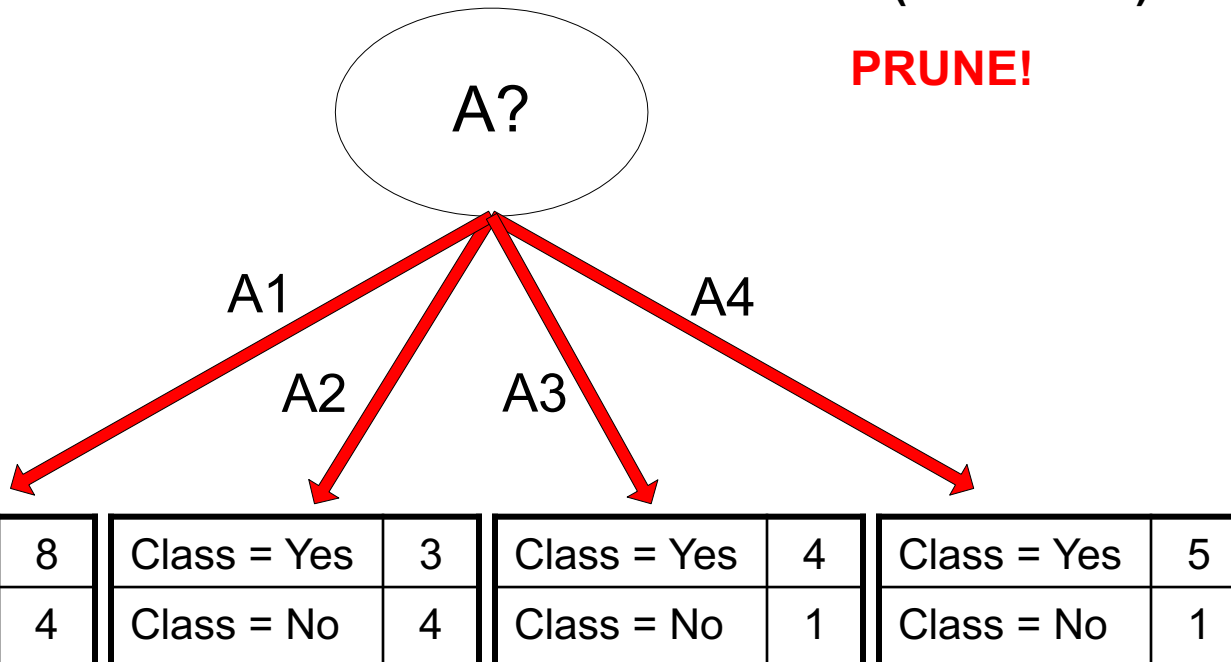 PRUNE!
A?
A1
A4
A2
A3
8 Class = Yes 3 Class = Yes 4 Class = Yes 5
4 Class = No 4 Class = No 1 Class = No 1